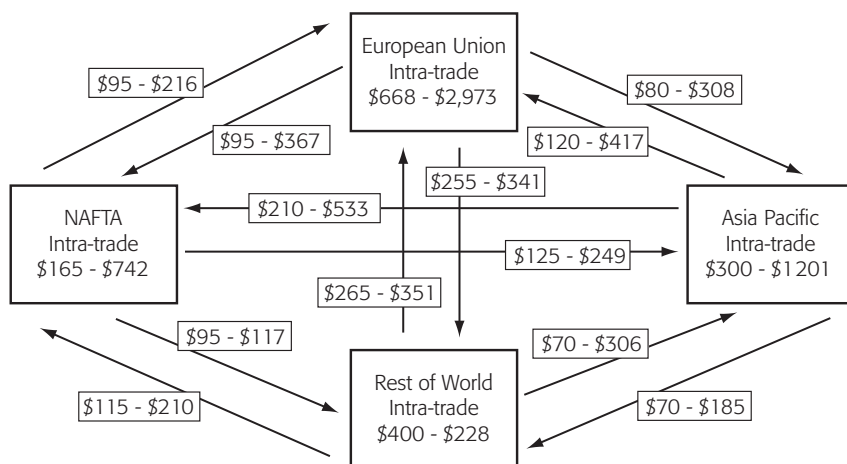 European Union
Intra-trade
$668 - $2,973
$95 - $216
$80 - $308
$95 - $367
$120 - $417
$255 - $341
NAFTA
Intra-trade
$165 - $742
$210 - $533
Asia Pacific
Intra-trade
$300 - $1201
$125 - $249
$265 - $351
$95 - $117
$70 - $306
Rest of World
Intra-trade
$400 - $228
$115 - $210
$70 - $185